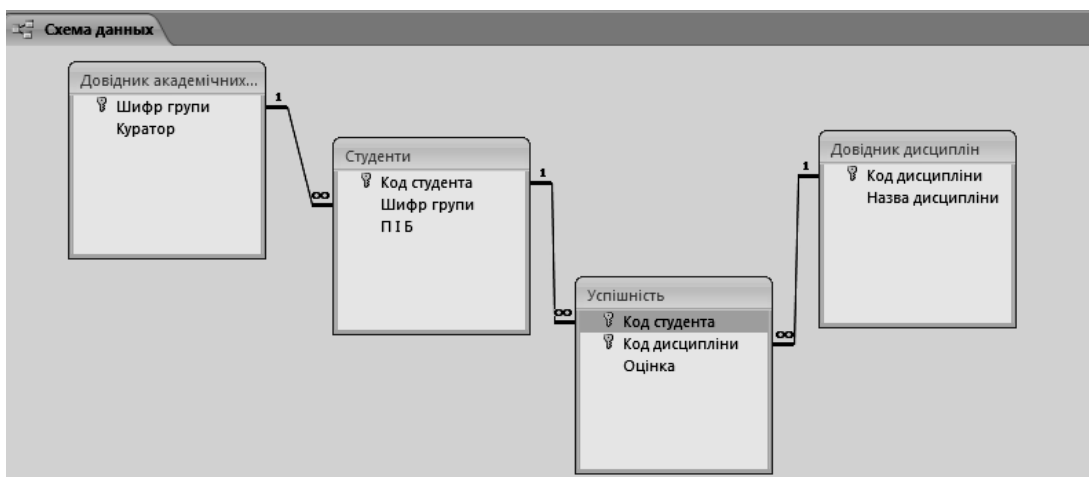 Схема данных
Довідник академічних...
Шифр групи
Куратор
1
∞
Студенти
Код студента
Шифр групи
П І Б
1
∞
Успішність
Код студента
Код дисципліни
Оцінка
∞
1
Довідник дисциплін
Код дисципліни
Назва дисципліни